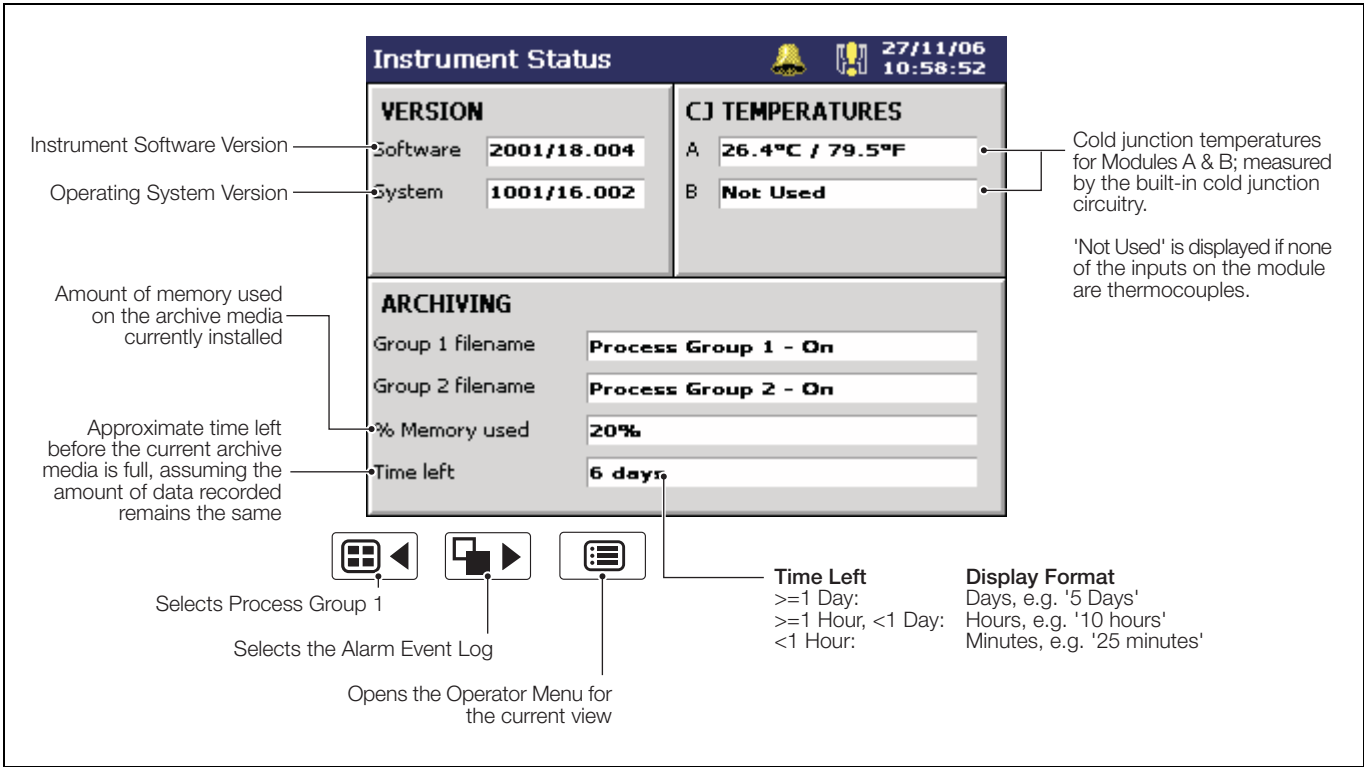 Instrument Status
27/11/06
10:58:52
VERSION
Software 2001/18.004
System 1001/16.002
CJ TEMPERATURES
A 26.4°C / 79.5°F
B Not Used
ARCHIVING
Group 1 filename Process Group 1 - On
Group 2 filename Process Group 2 - On
% Memory used 20%
Time left 6 days
Instrument Software Version
Operating System Version
Amount of memory used
on the archive media
currently installed
Approximate time left
before the current archive
media is full, assuming the
amount of data recorded
remains the same
Cold junction temperatures
for Modules A & B; measured
by the built-in cold junction
circuitry.
'Not Used' is displayed if none
of the inputs on the module
are thermocouples.
Selects Process Group 1
Selects the Alarm Event Log
Opens the Operator Menu for
the current view
Time Left Display Format
>=1 Day: Days, e.g. '5 Days'
>=1 Hour, <1 Day: Hours, e.g. '10 hours'
<1 Hour: Minutes, e.g. '25 minutes'